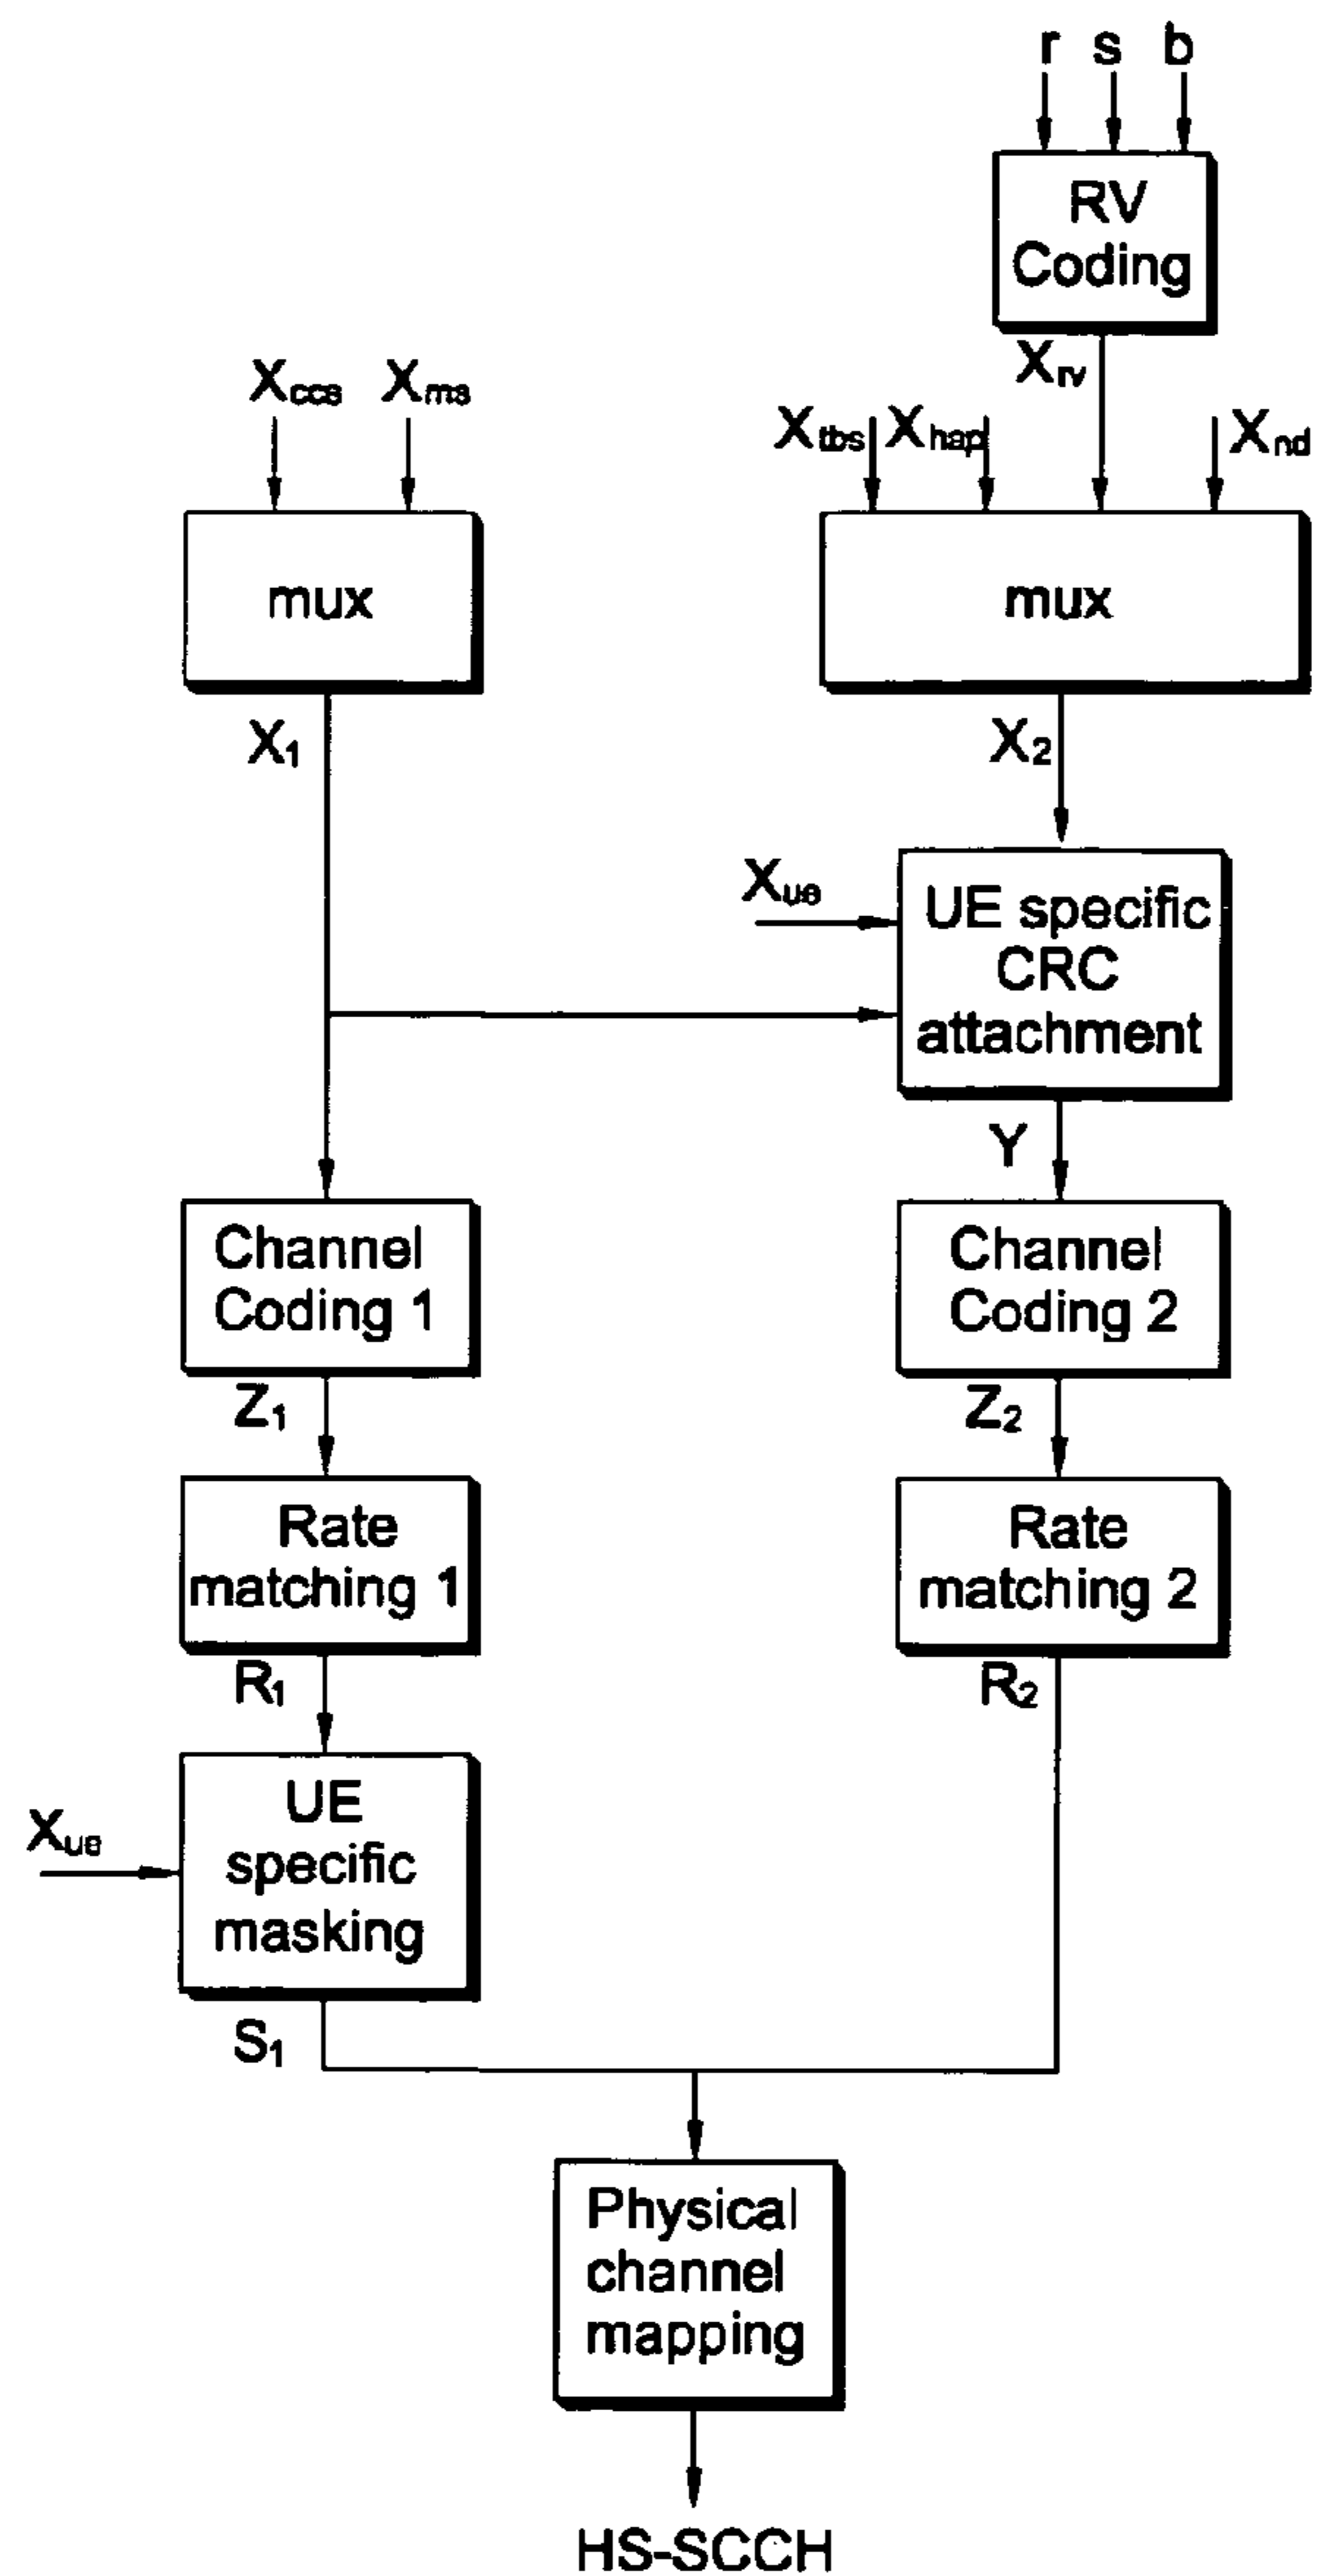 r s b
RV
Coding
Xrv
Xccs Xms
Xtbs Xhap Xnd
mux
mux
X1
X2
Xue
UE specific
CRC
attachment
Y
Channel
Coding 1
Channel
Coding 2
Z1
Z2
Rate
matching 1
Rate
matching 2
R1
R2
Xue
UE
specific
masking
S1
Physical
channel
mapping
HS-SCCH